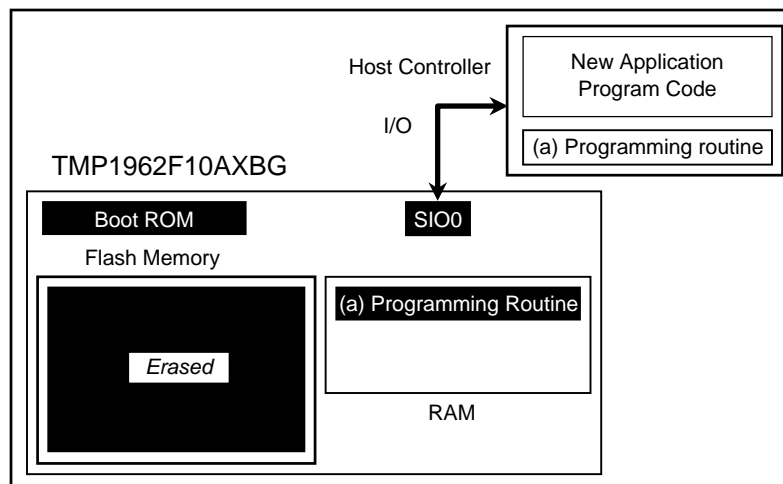 Host Controller
New Application
Program Code
I/O
(a) Programming routine
TMP1962F10AXBG
Boot ROM
SIO0
Flash Memory
(a) Programming Routine
Erased
RAM